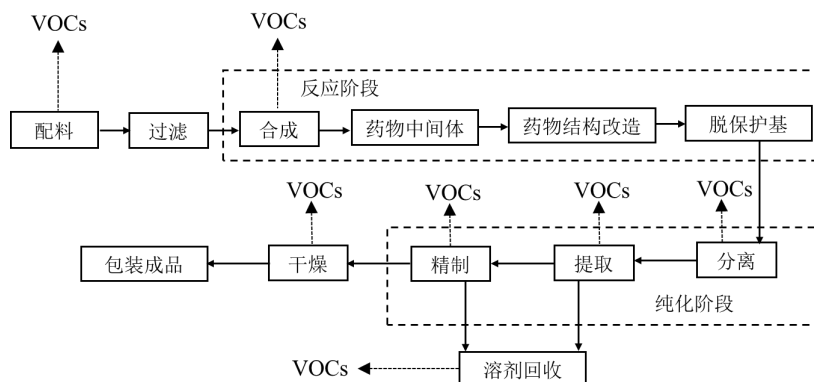 VOCs
VOCs
反应阶段
配料
过滤
合成
药物中间体
药物结构改造
脱保护基
VOCs
VOCs
VOCs
VOCs
包装成品
干燥
精制
提取
分离
纯化阶段
VOCs
溶剂回收